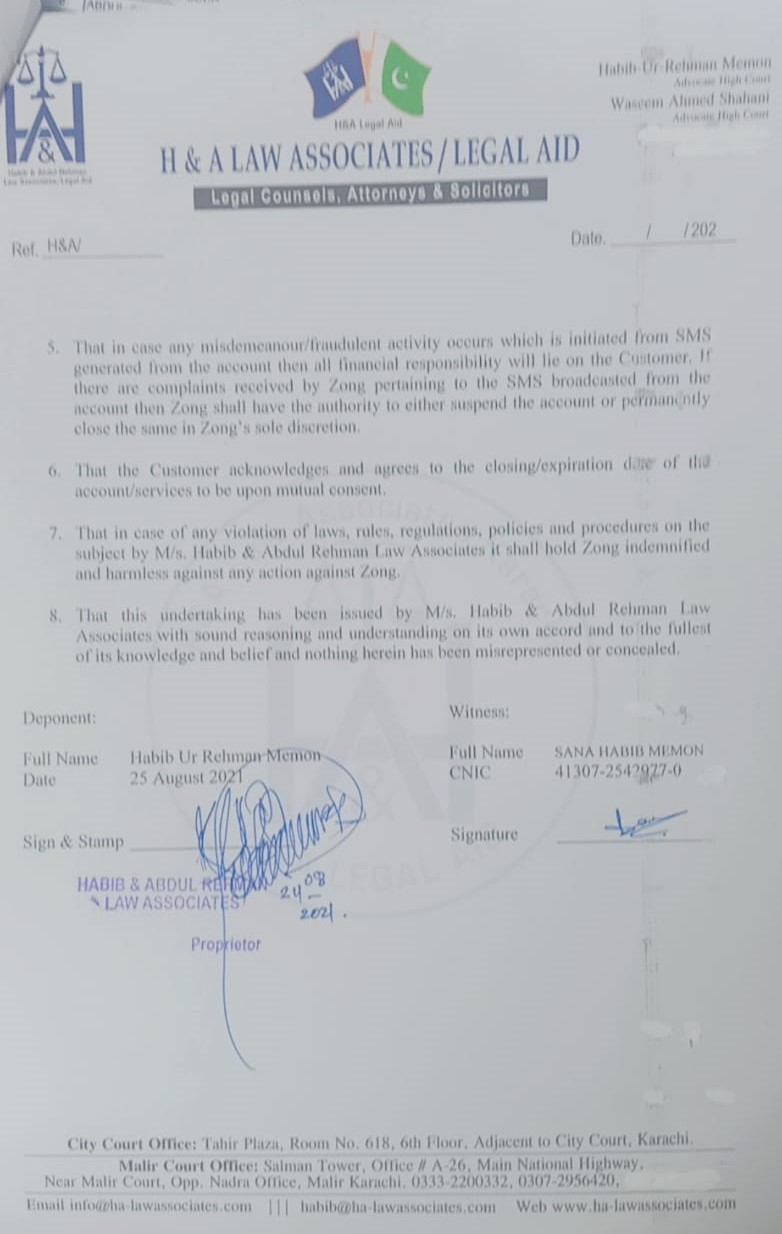 H&A Legal Aid
Habib-Ur-Rehman Memon
Advocate High Court
Waseem Ahmed Shahani
Advocate High Court
H & A LAW ASSOCIATES / LEGAL AID
Legal Counsels, Attorneys & Solicitors
Habib & Abdul Rehman
Law Associates/Legal Aid
Ref. H&A/
Date. / /202
5. That in case any misdemeanour/fraudulent activity occurs which is initiated from SMS
generated from the account then all financial responsibility will lie on the Customer. If
there are complaints received by Zong pertaining to the SMS broadcasted from the
account then Zong shall have the authority to either suspend the account or permanently
close the same in Zong's sole discretion.
6. That the Customer acknowledges and agrees to the closing/expiration date of the
account/services to be upon mutual consent.
7. That in case of any violation of laws, rules, regulations, policies and procedures on the
subject by M/s. Habib & Abdul Rehman Law Associates it shall hold Zong indemnified
and harmless against any action against Zong.
8. That this undertaking has been issued by M/s. Habib & Abdul Rehman Law
Associates with sound reasoning and understanding on its own accord and to the fullest
of its knowledge and belief and nothing herein has been misrepresented or concealed.
Deponent:
Witness:
Full Name Habib Ur Rehman Memon
Date 25 August 2021
Full Name SANA HABIB MEMON
CNIC 41307-2542927-0
Sign & Stamp
Signature
HABIB & ABDUL REHMAN
LAW ASSOCIATES
Proprietor
24 08
2021.
LEGAL AID
City Court Office: Tahir Plaza, Room No. 618, 6th Floor, Adjacent to City Court, Karachi.
Malir Court Office: Salman Tower, Office # A-26, Main National Highway,
Near Malir Court, Opp. Nadra Office, Malir Karachi. 0333-2200332, 0307-2956420,
Email info@ha-lawassociates.com ||| habib@ha-lawassociates.com Web www.ha-lawassociates.com